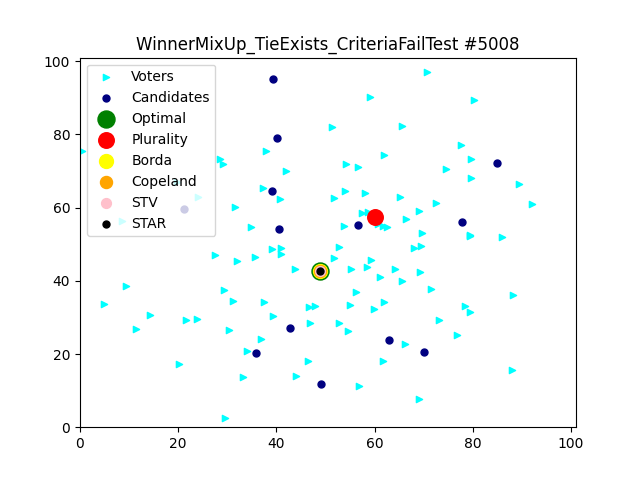 WinnerMixUp_TieExists_CriteriaFailTest #5008
Voters
Candidates
Optimal
Plurality
Borda
Copeland
STV
STAR
100
80
60
40
20
0
0 20 40 60 80 100